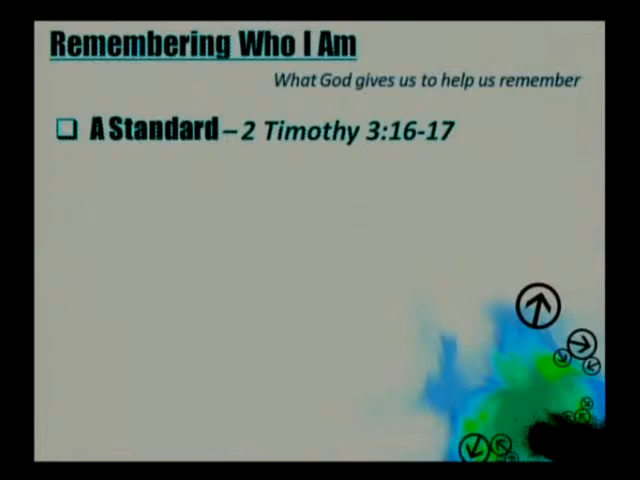 Remembering Who I Am
What God gives us to help us remember
A Standard – 2 Timothy 3:16-17